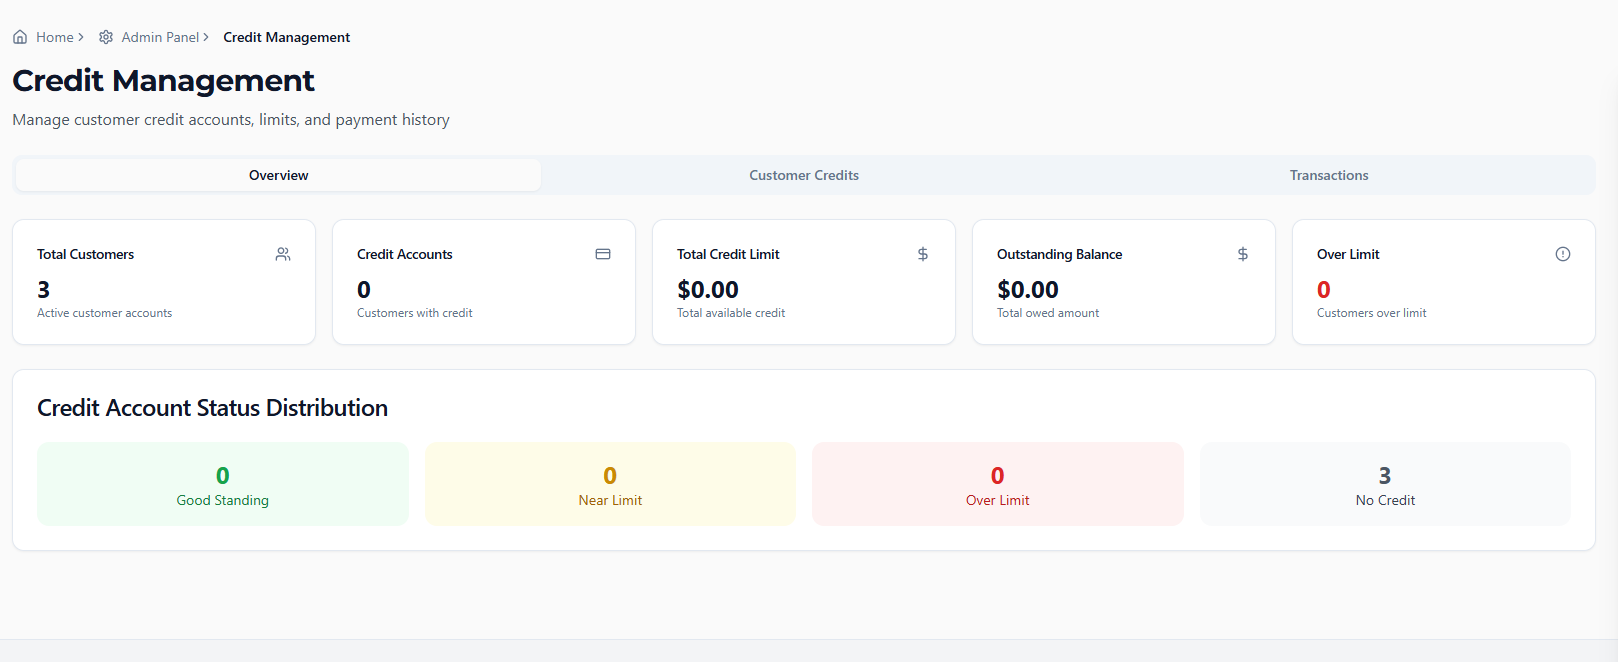 Home > Admin Panel > Credit Management
Credit Management
Manage customer credit accounts, limits, and payment history
Overview Customer Credits Transactions
Total Customers
3
Active customer accounts
Credit Accounts
0
Customers with credit
Total Credit Limit
$
$0.00
Total available credit
Outstanding Balance
$
$0.00
Total owed amount
Over Limit
0
Customers over limit
Credit Account Status Distribution
0
Good Standing
0
Near Limit
0
Over Limit
3
No Credit